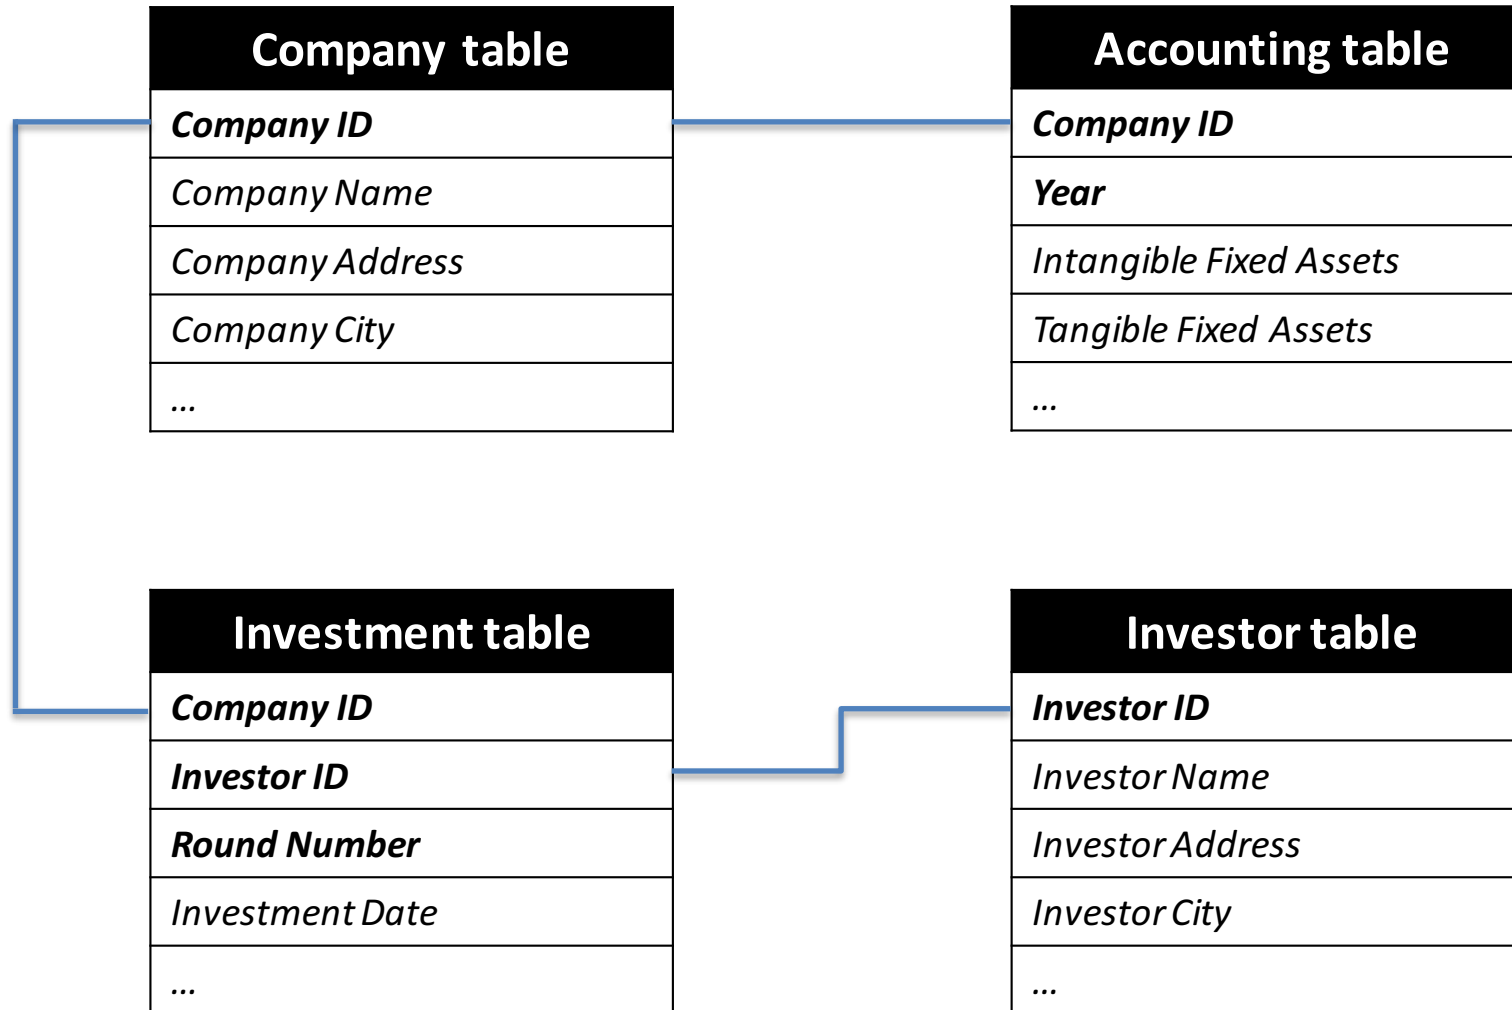 Company table
Company ID
Company Name
Company Address
Company City
...
Accounting table
Company ID
Year
Intangible Fixed Assets
Tangible Fixed Assets
...
Investment table
Company ID
Investor ID
Round Number
Investment Date
...
Investor table
Investor ID
Investor Name
Investor Address
Investor City
...